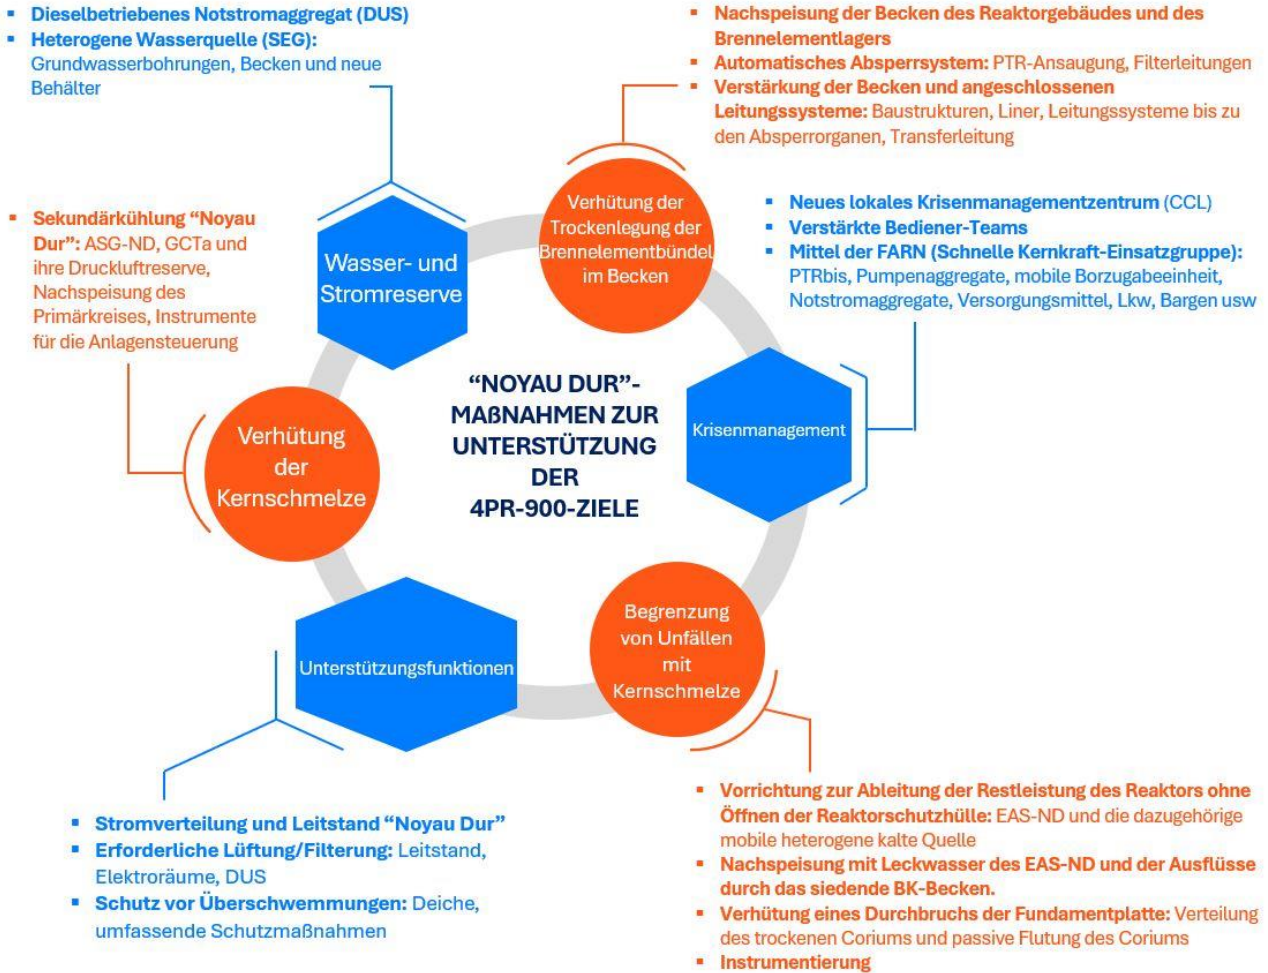 ▪ Dieselbetriebenes Notstromaggregat (DUS)
▪ Heterogene Wasserquelle (SEG):
Grundwasserbohrungen, Becken und neue
Behälter
▪ Nachspeisung der Becken des Reaktorgebäudes und des
Brennelementlagers
▪ Automatisches Absperrsystem: PTR-Ansaugung, Filterleitungen
▪ Verstärkung der Becken und angeschlossenen
Leitungssysteme: Baustrukturen, Liner, Leitungssysteme bis zu
den Absperrorganen, Transferleitung
▪ Sekundärkühlung “Noyau
Dur”: ASG-ND, GCTa und
ihre Druckluftreserve,
Nachspeisung des
Primärkreises, Instrumente
für die Anlagensteuerung
Wasser- und
Stromreserve
Verhütung der
Trockenlegung der
Brennelementbündel
im Becken
▪ Neues lokales Krisenmanagementzentrum (CCL)
▪ Verstärkte Bediener-Teams
▪ Mittel der FARN (Schnelle Kernkraft-Einsatzgruppe):
PTRbis, Pumpenaggregate, mobile Borzugabeeinheit,
Notstromaggregate, Versorgungsmittel, Lkw, Bargen usw
“NOYAU DUR”-
MAßNAHMEN ZUR
UNTERSTÜTZUNG
DER
4PR-900-ZIELE
Krisenmanagement
Verhütung
der
Kernschmelze
Unterstützungsfunktionen
Begrenzung
von Unfällen
mit
Kernschmelze
▪ Stromverteilung und Leitstand “Noyau Dur”
▪ Erforderliche Lüftung/Filterung: Leitstand,
Elektroräume, DUS
▪ Schutz vor Überschwemmungen: Deiche,
umfassende Schutzmaßnahmen
▪ Vorrichtung zur Ableitung der Restleistung des Reaktors ohne
Öffnen der Reaktorschutzhülle: EAS-ND und die dazugehörige
mobile heterogene kalte Quelle
▪ Nachspeisung mit Leckwasser des EAS-ND und der Ausflüsse
durch das siedende BK-Becken.
▪ Verhütung eines Durchbruchs der Fundamentplatte: Verteilung
des trockenen Coriums und passive Flutung des Coriums
▪ Instrumentierung